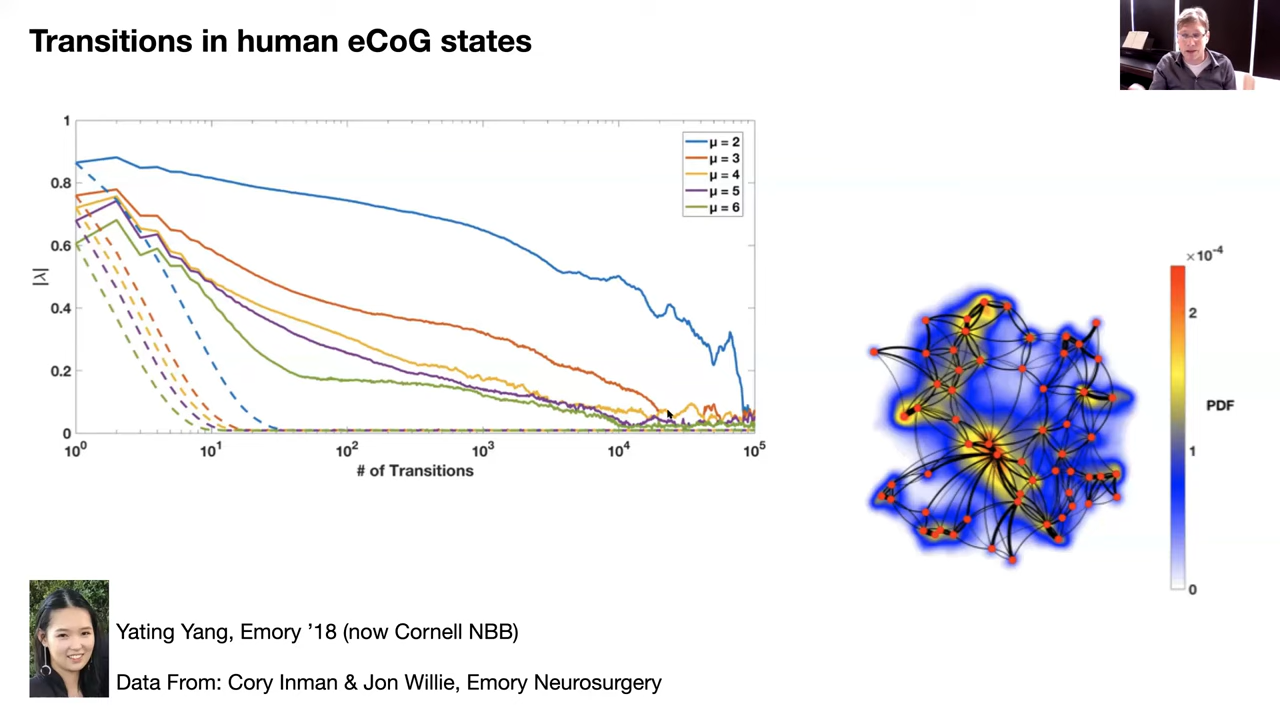 Transitions in human eCoG states
1
0.8
0.6
0.4
0.2
0
|λ|
10⁰
10¹
10²
10³
10⁴
10⁵
# of Transitions
μ = 2
μ = 3
μ = 4
μ = 5
μ = 6
×10⁻⁴
2
1
0
PDF
Yating Yang, Emory ’18 (now Cornell NBB)
Data From: Cory Inman & Jon Willie, Emory Neurosurgery